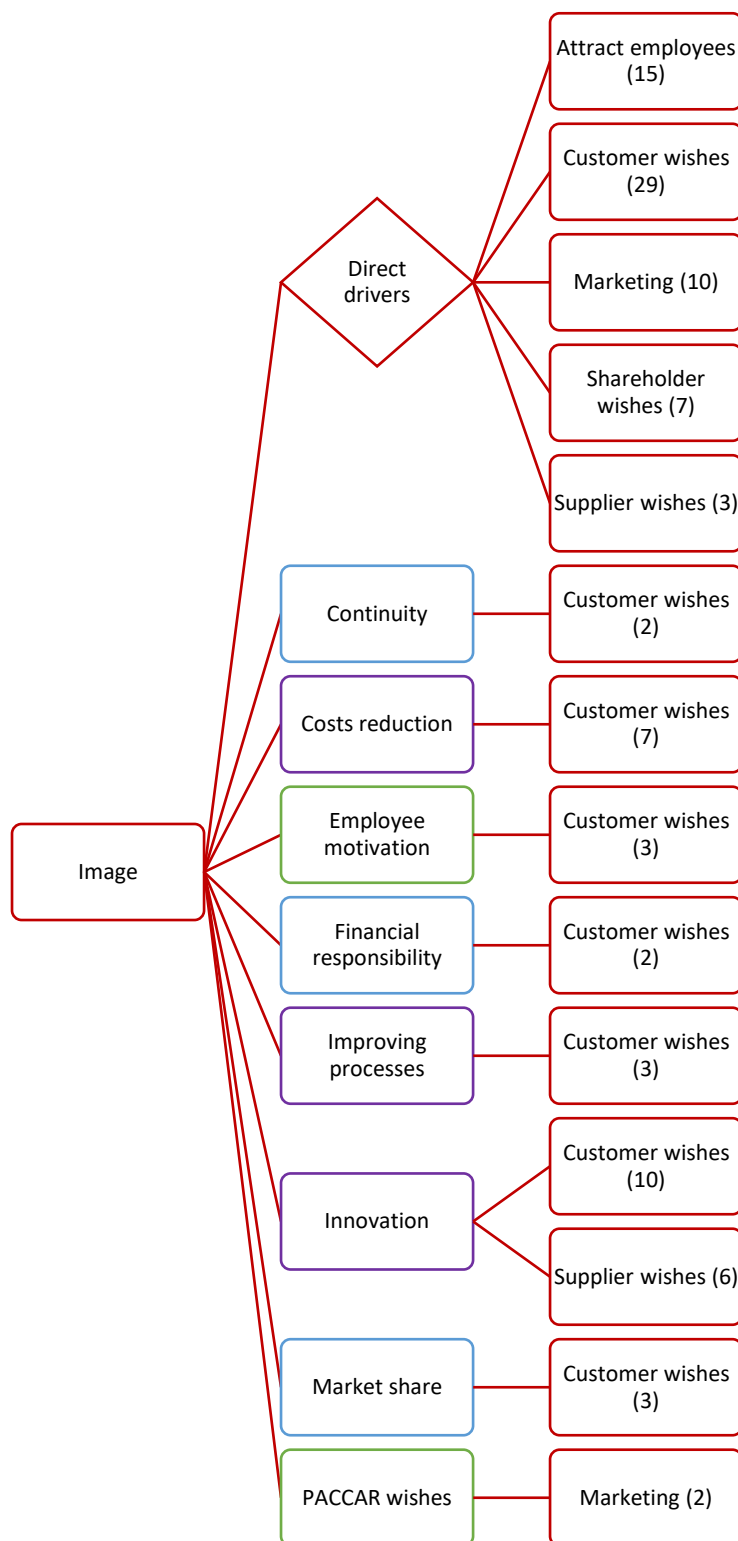 Attract employees
(15)
Customer wishes
(29)
Direct
drivers
Marketing (10)
Shareholder
wishes (7)
Supplier wishes (3)
Continuity
Customer wishes
(2)
Costs reduction
Customer wishes
(7)
Image
Employee
motivation
Customer wishes
(3)
Financial
responsibility
Customer wishes
(2)
Improving
processes
Customer wishes
(3)
Innovation
Customer wishes
(10)
Supplier wishes (6)
Market share
Customer wishes
(3)
PACCAR wishes
Marketing (2)